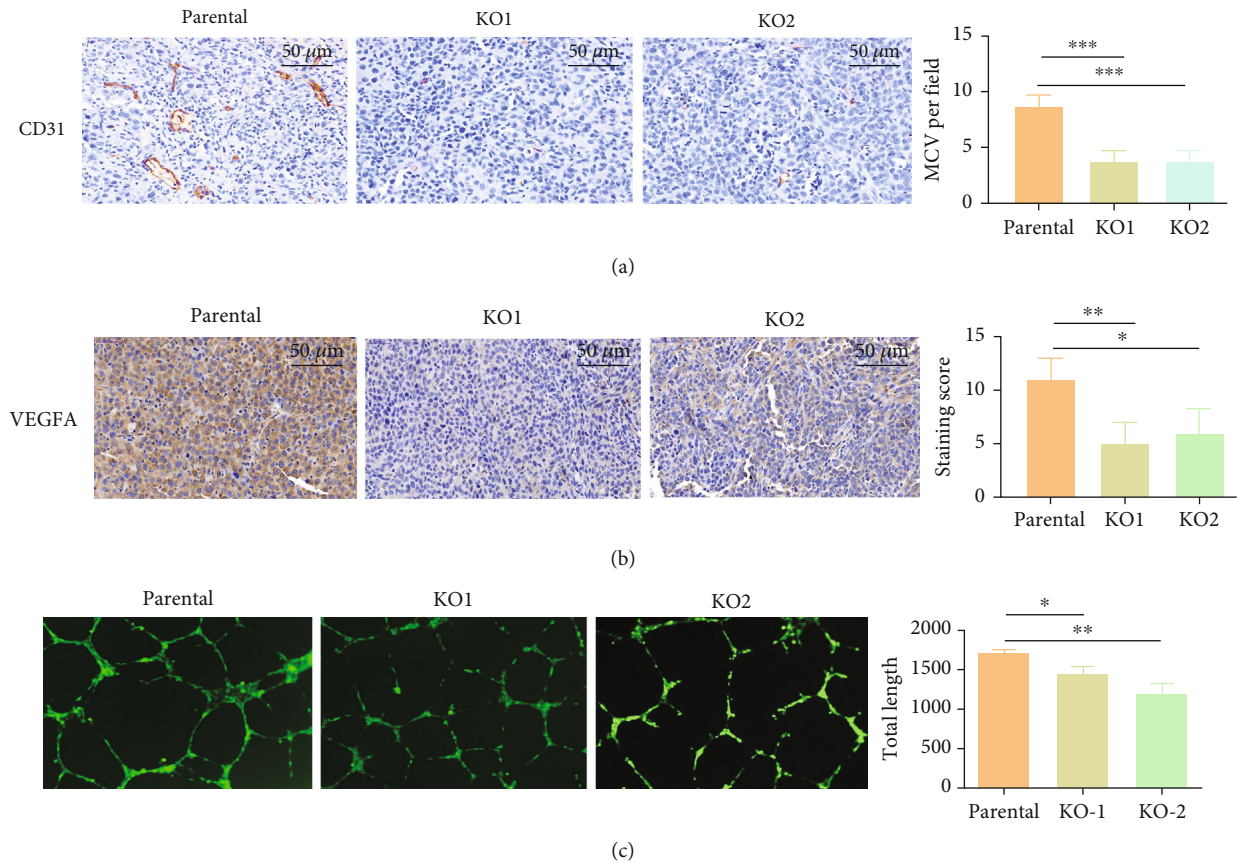 Parental
KO1
KO2
50 µm
50 µm
50 µm
CD31
MCV per field
15
10
5
0
***
***
Parental
KO1
KO2
(a)
Parental
KO1
KO2
50 µm
50 µm
50 µm
VEGFA
Staining score
15
10
5
0
**
*
Parental
KO1
KO2
(b)
Parental
KO1
KO2
Total length
2000
1500
1000
500
0
*
**
Parental
KO-1
KO-2
(c)